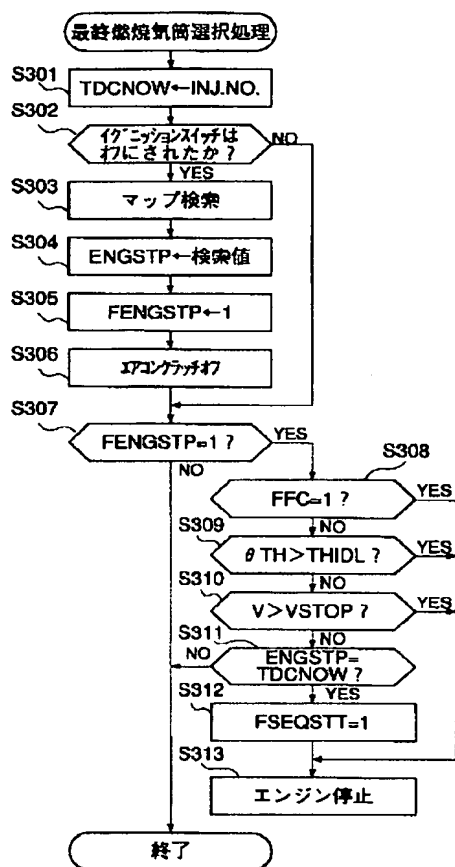 最終燃焼気筒選択処理
S301
TDCNOW←INJ.NO.
S302
イグニッションスイッチは
オフにされたか？
NO
YES
S303
マップ検索
S304
ENGSTP←検索値
S305
FENGSTP←1
S306
エアコンクラッチオフ
S307
FENGSTP=1？
YES
NO
S308
FFC=1？
YES
NO
S309
θTH＞THIDL？
YES
NO
S310
V＞VSTOP？
YES
NO
S311
ENGSTP=
TDCNOW？
NO
YES
S312
FSEQSTT=1
S313
エンジン停止
終了